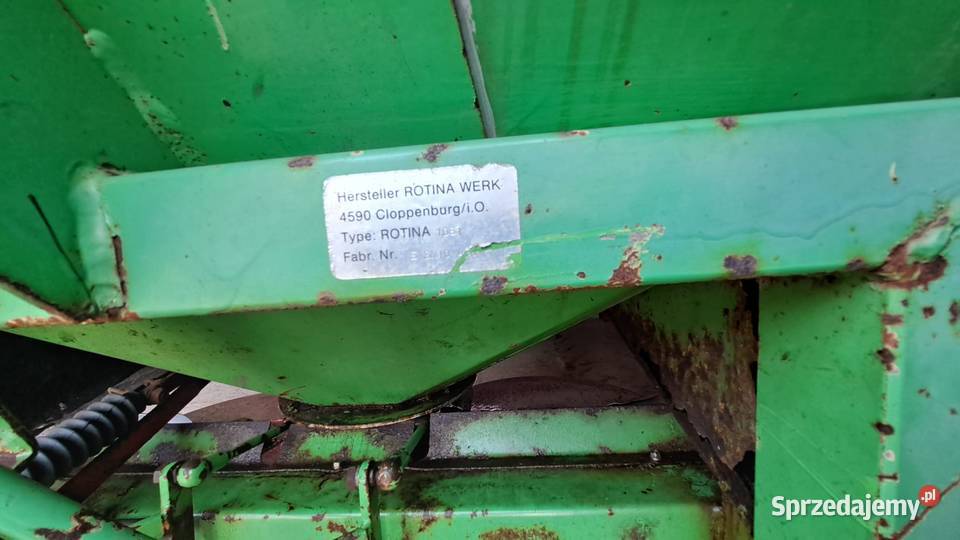 Hersteller ROTINA WERK
4590 Cloppenburg/i.O.
Type: ROTINA
Fabr. Nr.
Sprzedajemy.pl